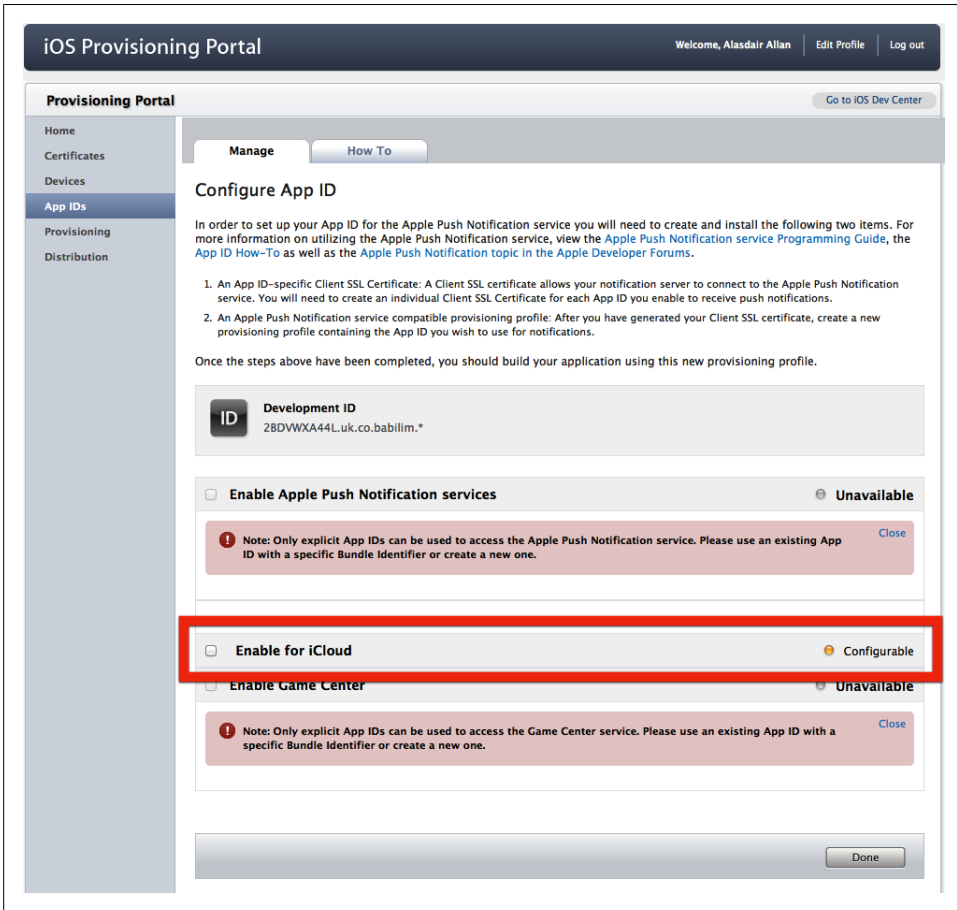 iOS Provisioning Portal
Welcome, Alasdair Allan
Edit Profile
Log out
Provisioning Portal
Go to iOS Dev Center
Home
Certificates
Devices
App IDs
Provisioning
Distribution
Manage
How To
Configure App ID
In order to set up your App ID for the Apple Push Notification service you will need to create and install the following two items. For
more information on utilizing the Apple Push Notification service, view the Apple Push Notification service Programming Guide, the
App ID How-To as well as the Apple Push Notification topic in the Apple Developer Forums.
1. An App ID-specific Client SSL Certificate: A Client SSL certificate allows your notification server to connect to the Apple Push Notification
service. You will need to create an individual Client SSL Certificate for each App ID you enable to receive push notifications.
2. An Apple Push Notification service compatible provisioning profile: After you have generated your Client SSL certificate, create a new
provisioning profile containing the App ID you wish to use for notifications.
Once the steps above have been completed, you should build your application using this new provisioning profile.
ID
Development ID
2BDVWXA44L.uk.co.babilim.*
Enable Apple Push Notification services
Unavailable
Note: Only explicit App IDs can be used to access the Apple Push Notification service. Please use an existing App
ID with a specific Bundle Identifier or create a new one.
Close
Enable for iCloud
Configurable
Enable Game Center
Unavailable
Note: Only explicit App IDs can be used to access the Game Center service. Please use an existing App ID with a
specific Bundle Identifier or create a new one.
Close
Done